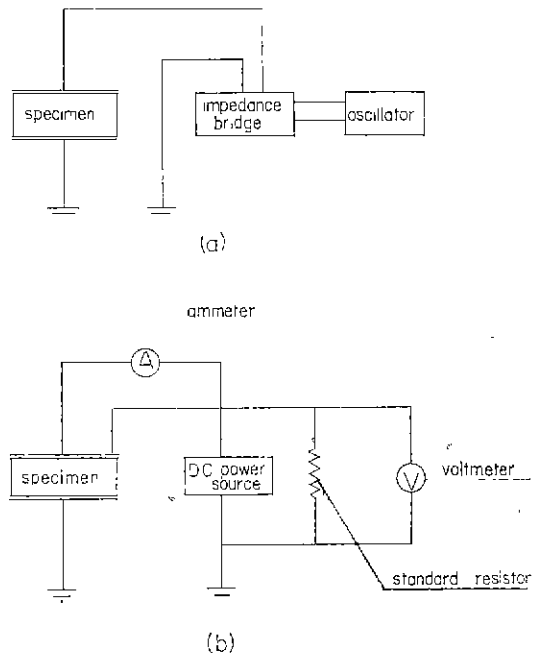 specimen
impedance
bridge
oscillator
(a)
ammeter
A
specimen
DC power
source
V
voltmeter
standard resistor
(b)